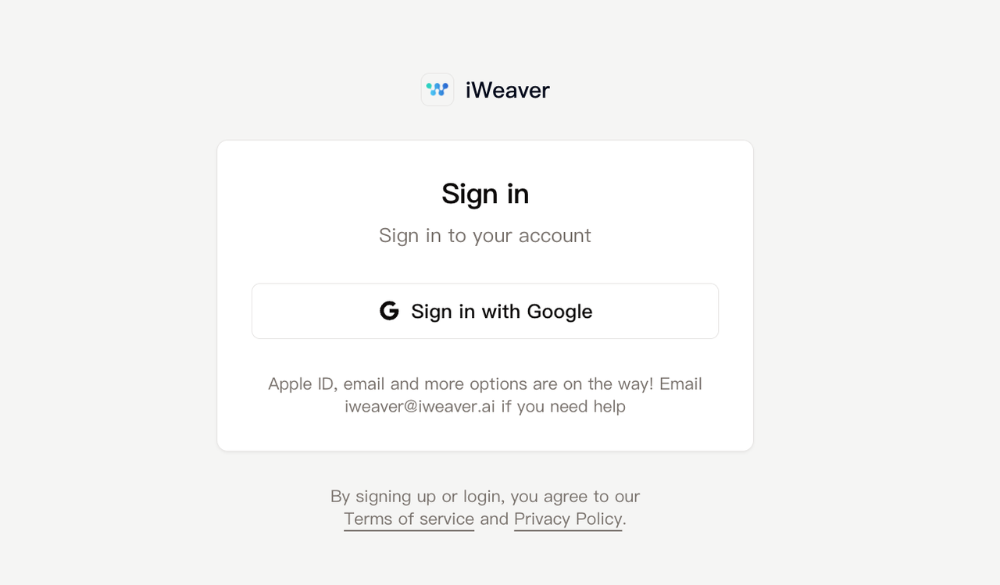 iWeaver
Sign in
Sign in to your account
Sign in with Google
Apple ID, email and more options are on the way! Email
iweaver@iweaver.ai if you need help
By signing up or login, you agree to our
Terms of service and Privacy Policy.